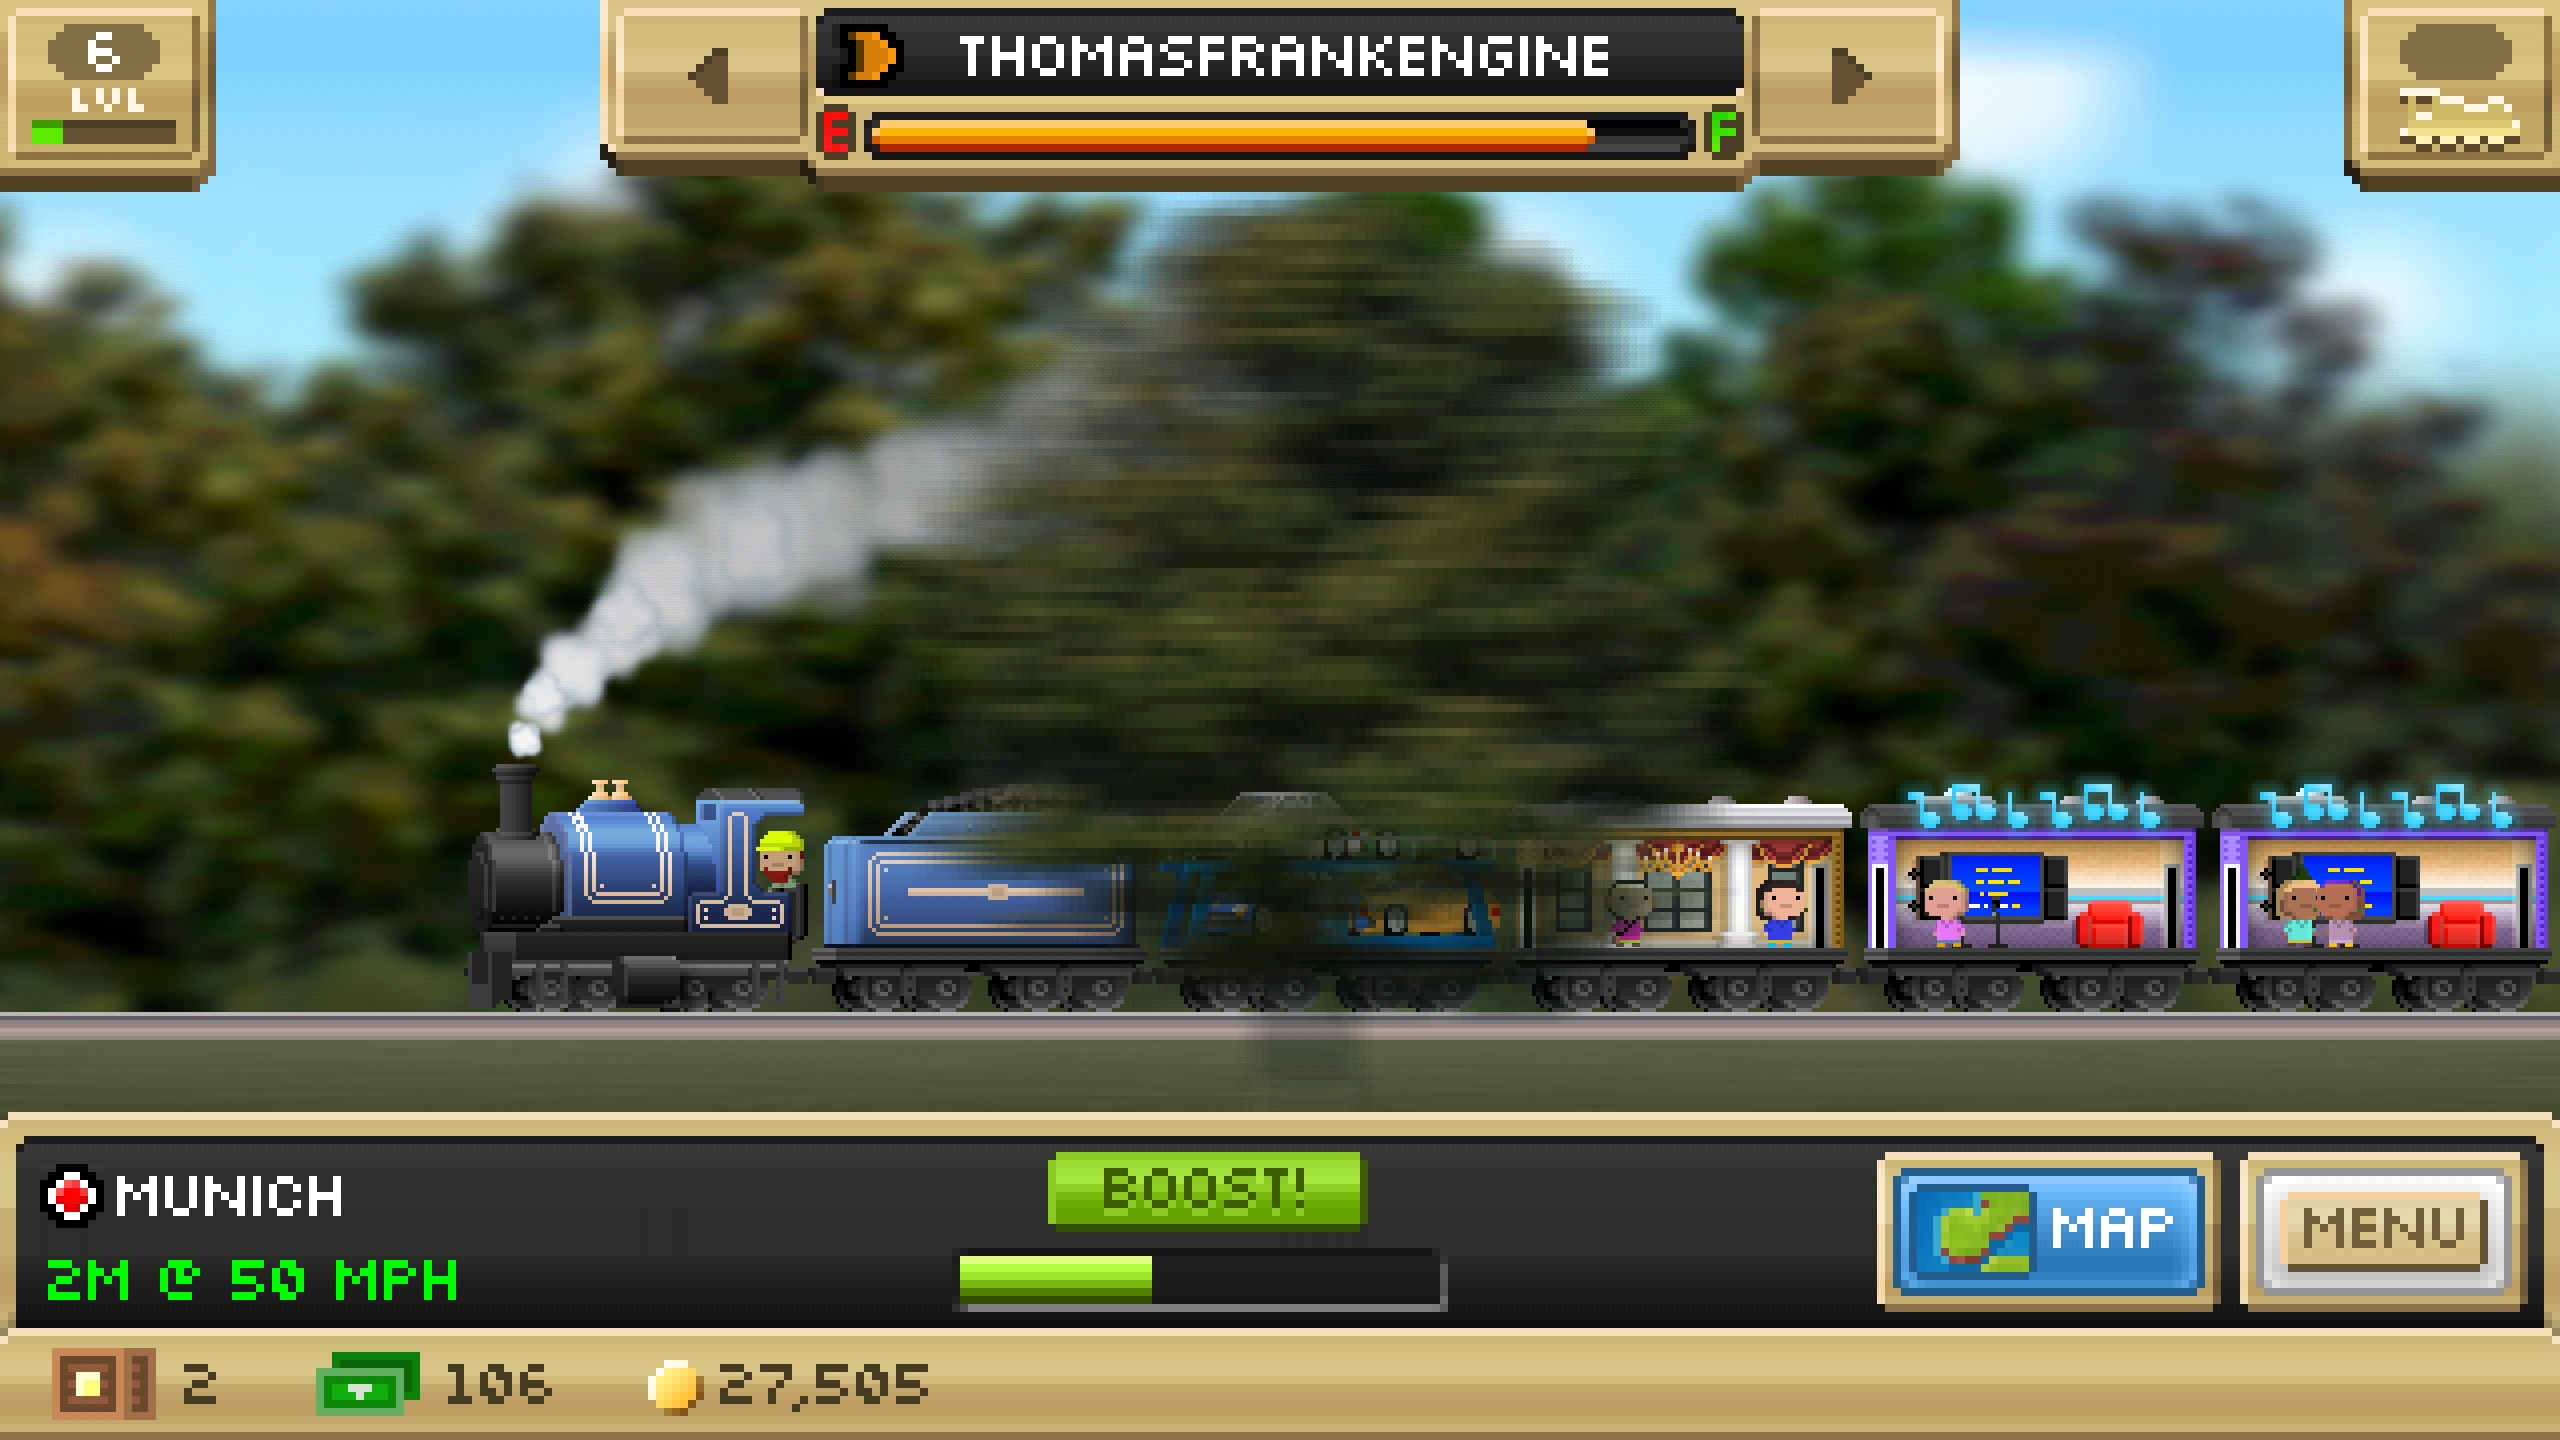 6
LVL
THOMASFRANKENGINE
E F
MUNICH
BOOST!
2M @ 50 MPH
MAP
MENU
2 106 27,505